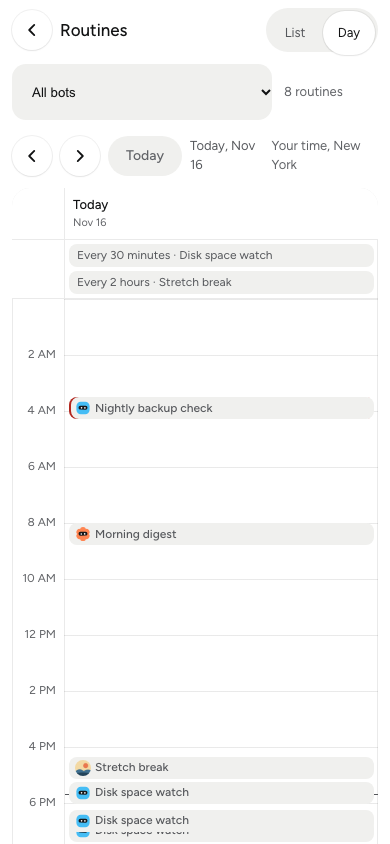 Routines
List
Day
All bots
8 routines
Today
Today, Nov
16
Your time, New
York
Today
Nov 16
Every 30 minutes · Disk space watch
Every 2 hours · Stretch break
2 AM
4 AM
Nightly backup check
6 AM
8 AM
Morning digest
10 AM
12 PM
2 PM
4 PM
Stretch break
Disk space watch
6 PM
Disk space watch
Disk space watch